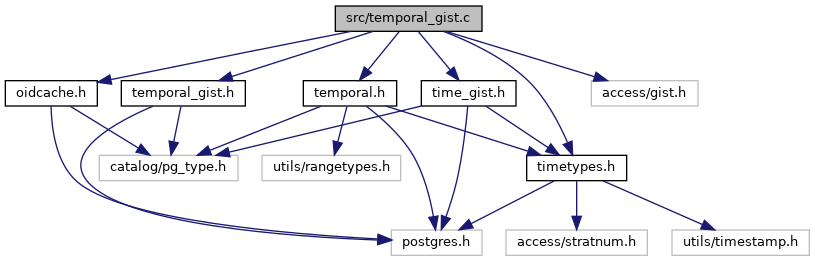 src/temporal_gist.c
oidcache.h
temporal_gist.h
temporal.h
time_gist.h
access/gist.h
catalog/pg_type.h
utils/rangetypes.h
timetypes.h
postgres.h
access/stratnum.h
utils/timestamp.h